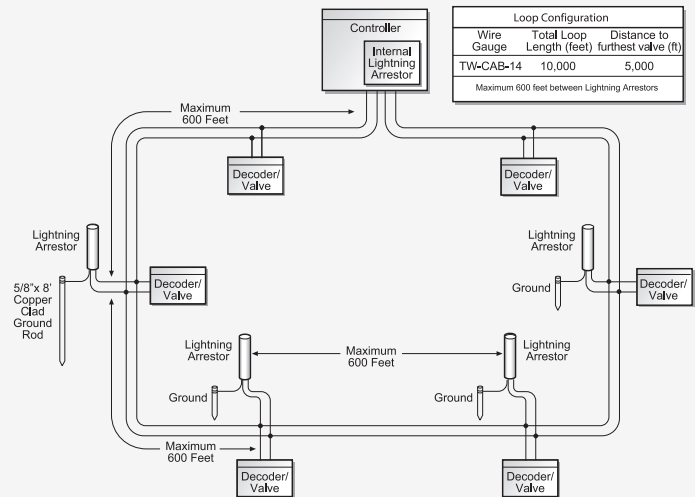 Controller
Internal
Lightning
Arrestor
Loop Configuration
Wire Gauge Total Loop Length (feet) Distance to furthest valve (ft)
TW-CAB-14 10,000 5,000
Maximum 600 feet between Lightning Arrestors
Maximum
600 Feet
Decoder/
Valve
Decoder/
Valve
Lightning
Arrestor
5/8"x 8'
Copper
Clad
Ground
Rod
Decoder/
Valve
Lightning
Arrestor
Ground
Decoder/
Valve
Lightning
Arrestor
Ground
Maximum
600 Feet
Lightning
Arrestor
Ground
Maximum
600 Feet
Decoder/
Valve
Decoder/
Valve